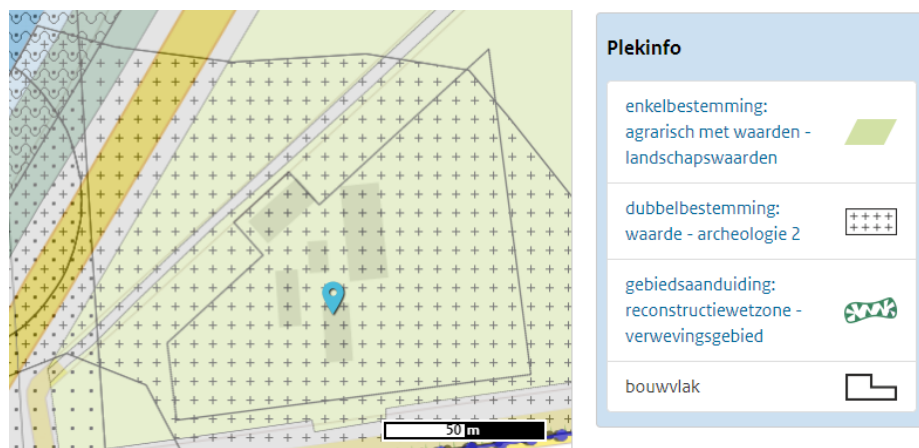 Plekinfo
enkelbestemming:
agrarisch met waarden -
landschapswaarden
dubbelbestemming:
waarde - archeologie 2
gebiedsaanduiding:
reconstructiewetzone -
verwevingsgebied
bouwvlak
50 m